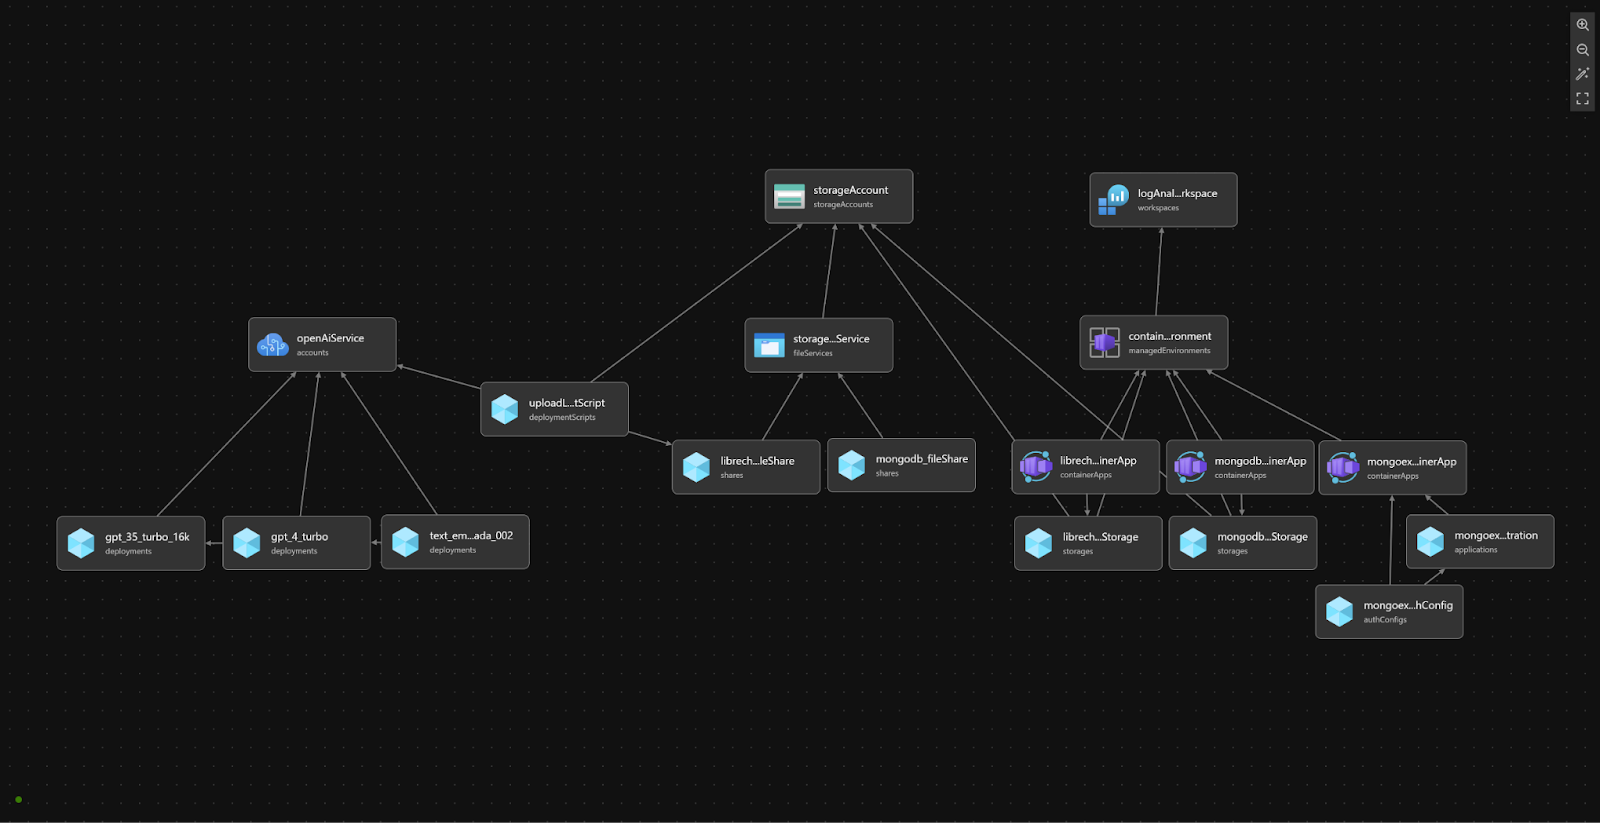 storageAccount
storageAccounts
logAnal...rkspace
workspaces
openAiService
accounts
storage...Service
fileServices
contain...ronment
managedEnvironments
uploadL...tScript
deploymentScripts
librech...leShare
shares
mongodb_fileShare
shares
librech...inerApp
containerApps
mongodb...inerApp
containerApps
mongoex...inerApp
containerApps
gpt_35_turbo_16k
deployments
gpt_4_turbo
deployments
text_em...ada_002
deployments
librech...Storage
storages
mongodb...Storage
storages
mongoex...tration
applications
mongoex...hConfig
authConfigs